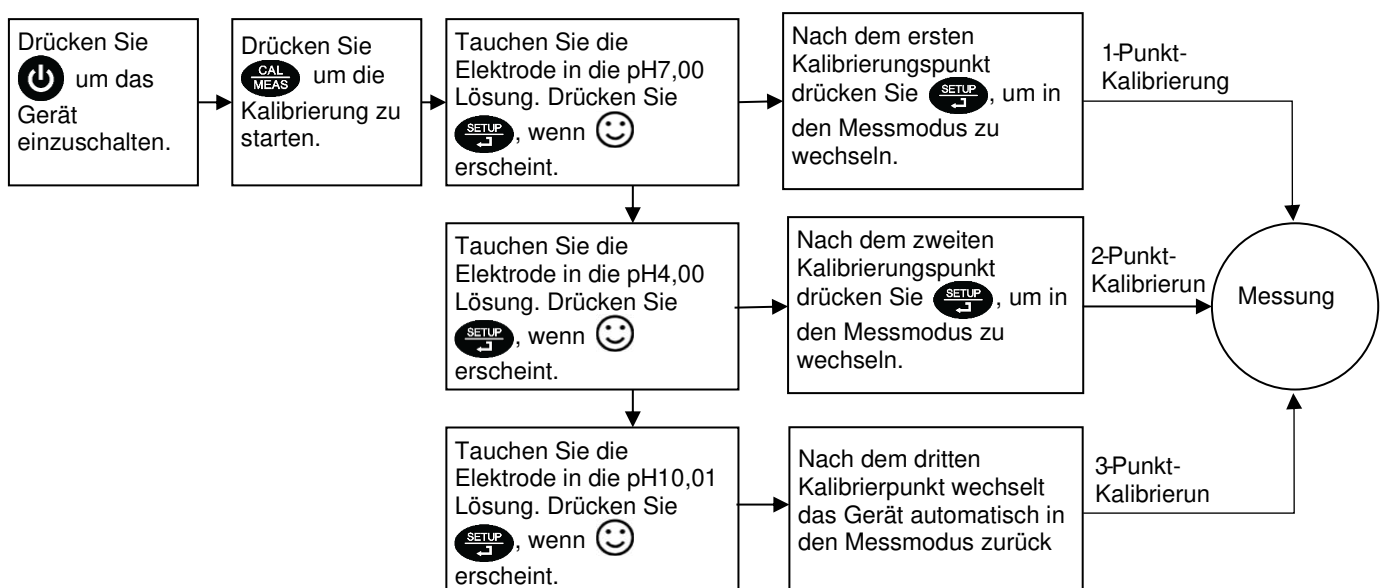 Drücken Sie
um das
Gerät
einzuschalten.
Drücken Sie
CAL
MEAS um die
Kalibrierung zu
starten.
Tauchen Sie die
Elektrode in die pH7,00
Lösung. Drücken Sie
SETUP , wenn
erscheint.
Nach dem ersten
Kalibrierungspunkt
drücken Sie SETUP , um in
den Messmodus zu
wechseln.
1-Punkt-
Kalibrierung
Tauchen Sie die
Elektrode in die pH4,00
Lösung. Drücken Sie
SETUP , wenn
erscheint.
Nach dem zweiten
Kalibrierungspunkt
drücken Sie SETUP , um in
den Messmodus zu
wechseln.
2-Punkt-
Kalibrierun
Messung
Tauchen Sie die
Elektrode in die pH10,01
Lösung. Drücken Sie
SETUP , wenn
erscheint.
Nach dem dritten
Kalibrierpunkt wechselt
das Gerät automatisch in
den Messmodus zurück
3-Punkt-
Kalibrierun